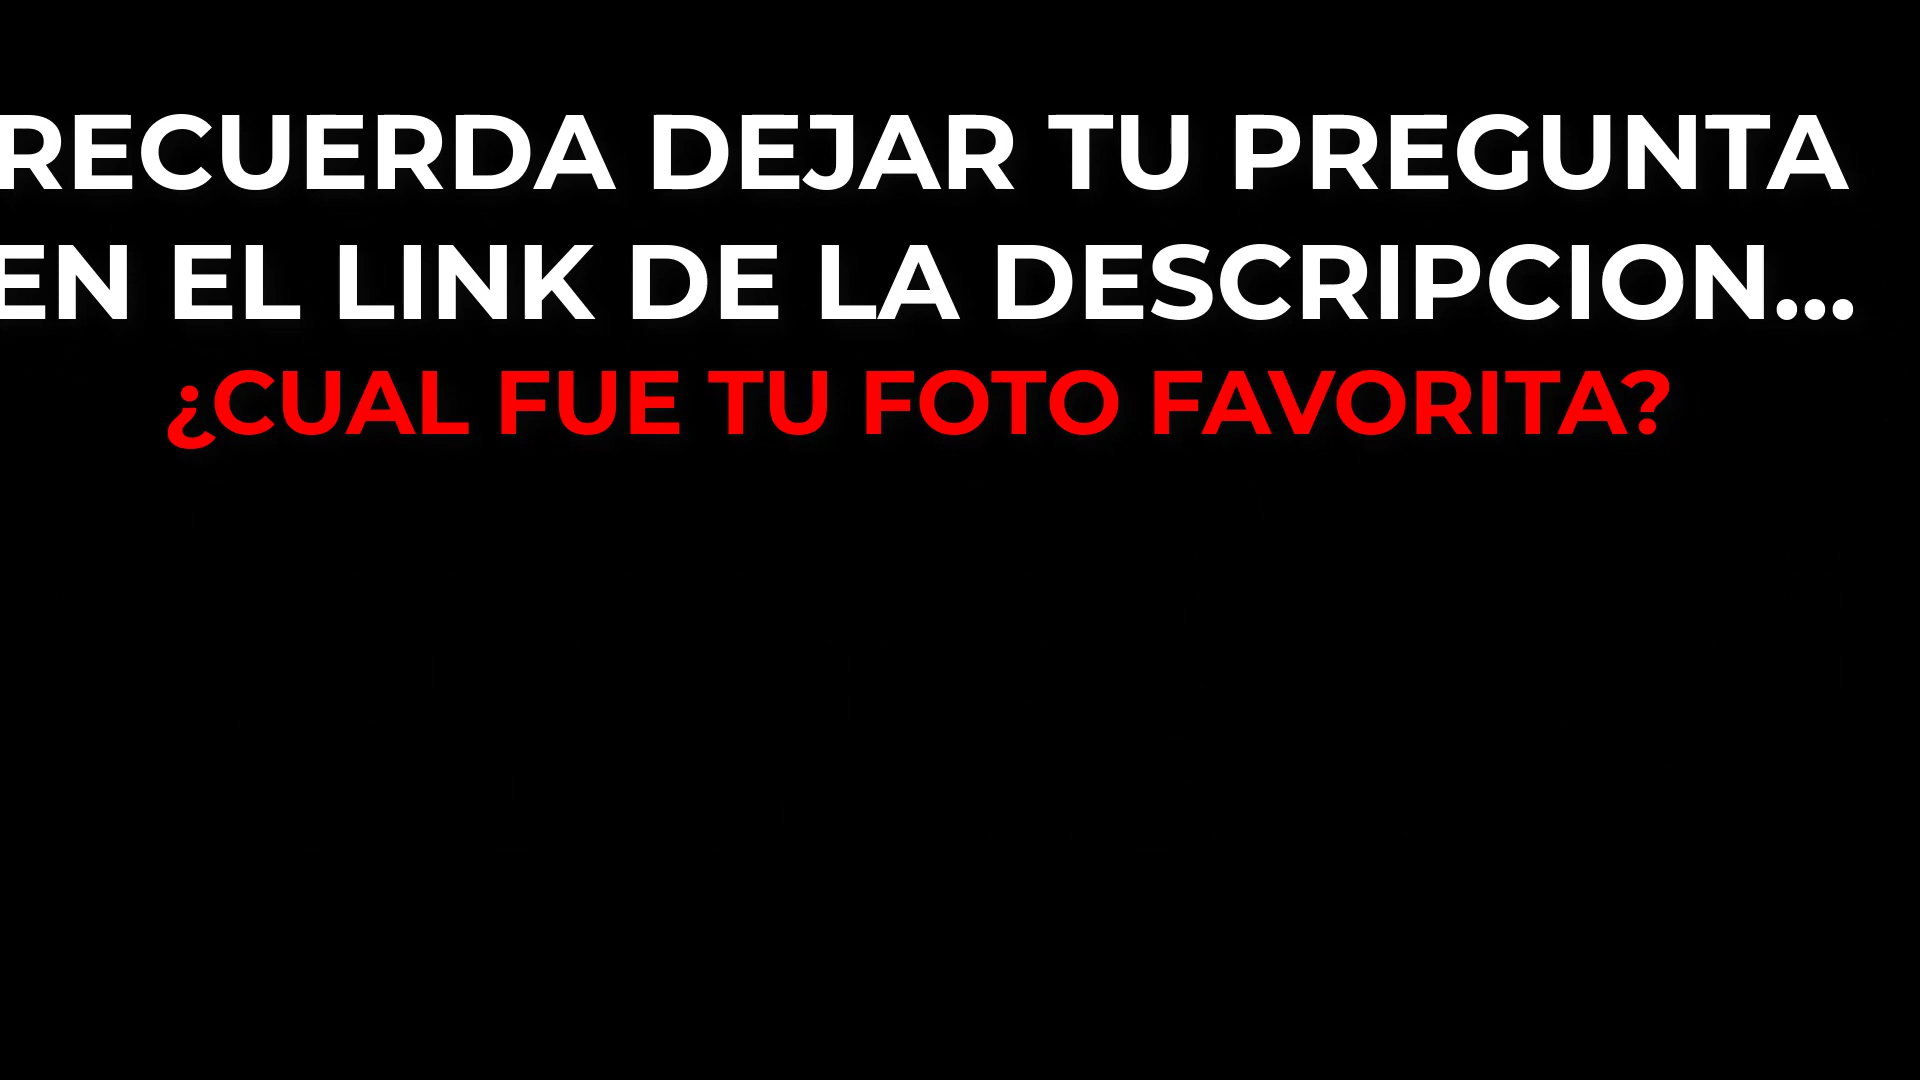 RECUERDA DEJAR TU PREGUNTA
EN EL LINK DE LA DESCRIPCION...
¿CUAL FUE TU FOTO FAVORITA?